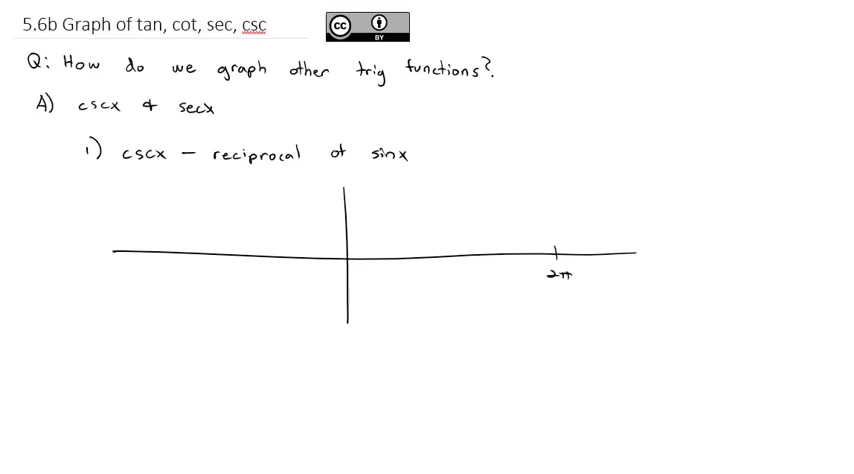 5.6b Graph of tan, cot, sec, csc
cc BY
Q: How do we graph other trig functions?
A) cscx & secx
1) cscx – reciprocal of sinx
2π